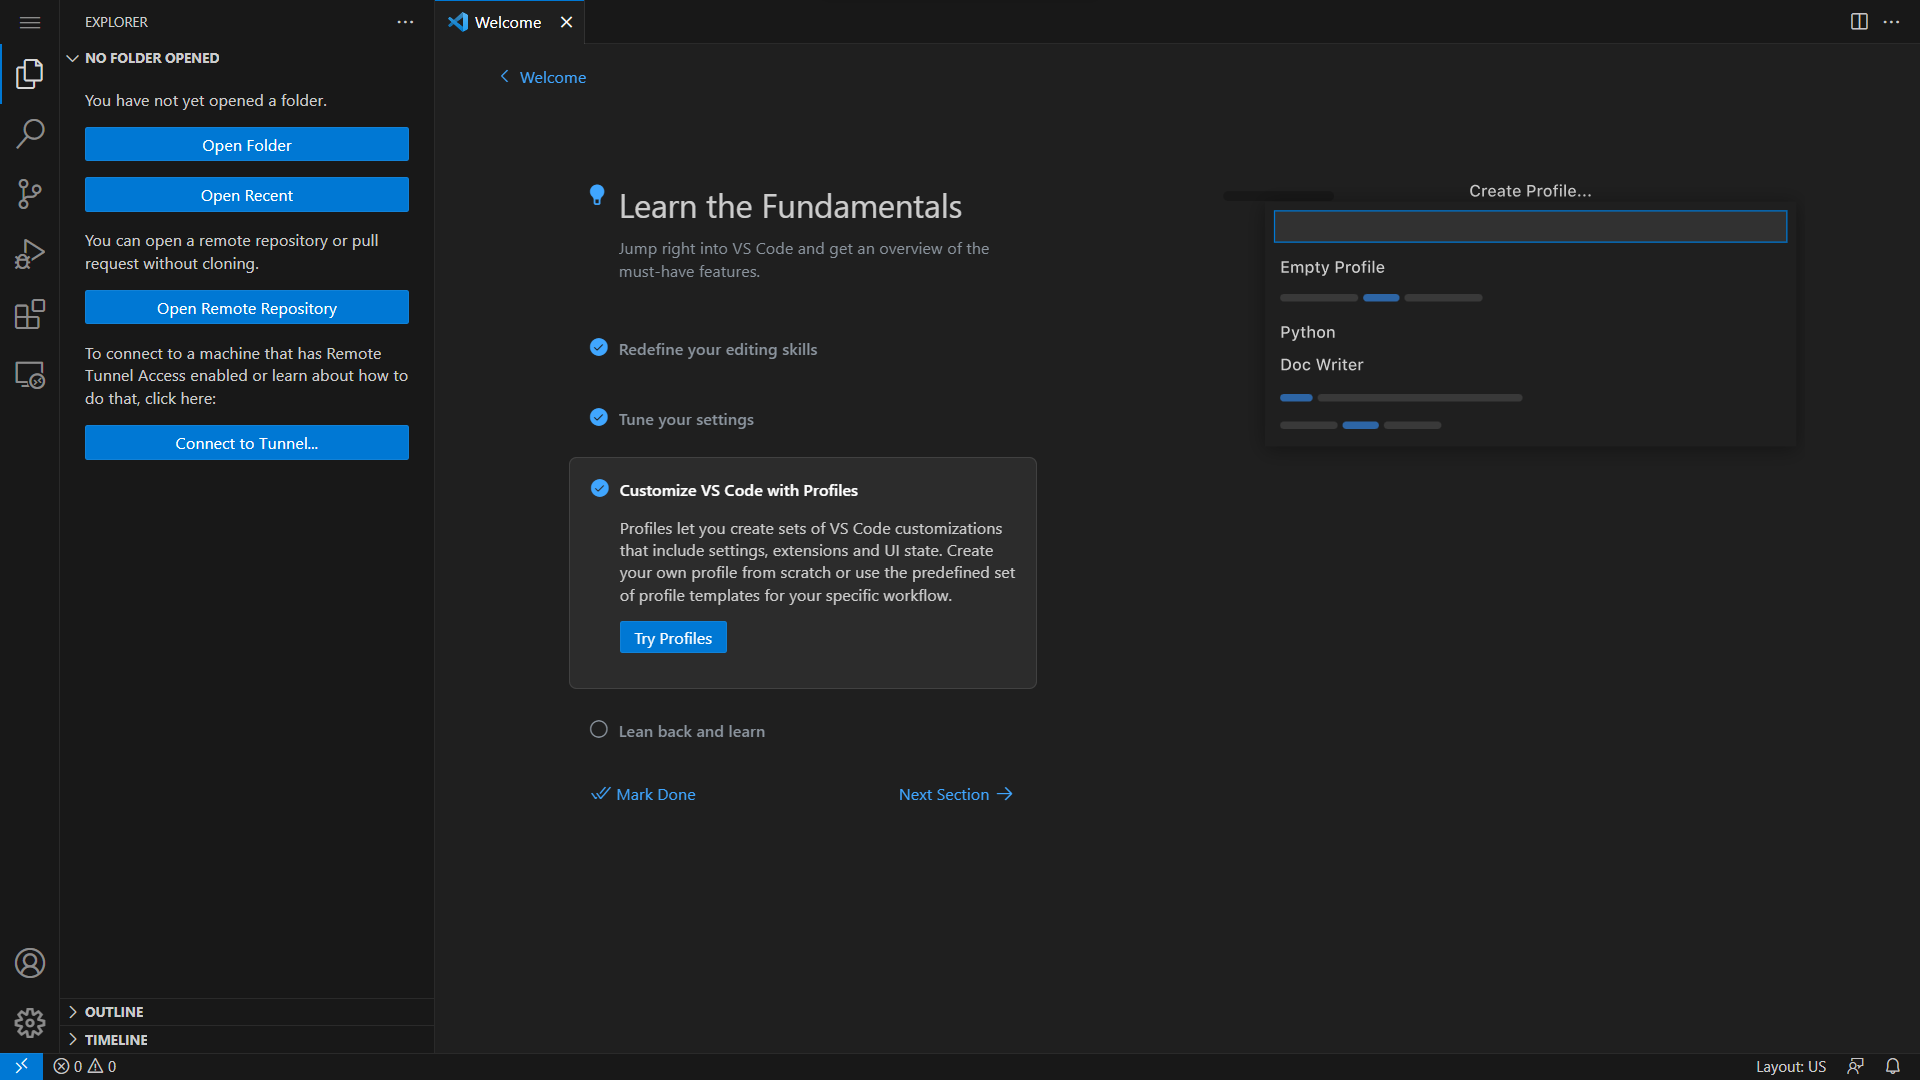 EXPLORER
NO FOLDER OPENED
You have not yet opened a folder.
Open Folder
Open Recent
You can open a remote repository or pull
request without cloning.
Open Remote Repository
To connect to a machine that has Remote
Tunnel Access enabled or learn about how to
do that, click here:
Connect to Tunnel...
OUTLINE
TIMELINE
Welcome
Welcome
Learn the Fundamentals
Jump right into VS Code and get an overview of the
must-have features.
Redefine your editing skills
Tune your settings
Customize VS Code with Profiles
Profiles let you create sets of VS Code customizations
that include settings, extensions and UI state. Create
your own profile from scratch or use the predefined set
of profile templates for your specific workflow.
Try Profiles
Lean back and learn
Mark Done
Next Section
Create Profile...
Empty Profile
Python
Doc Writer
0 0
Layout: US